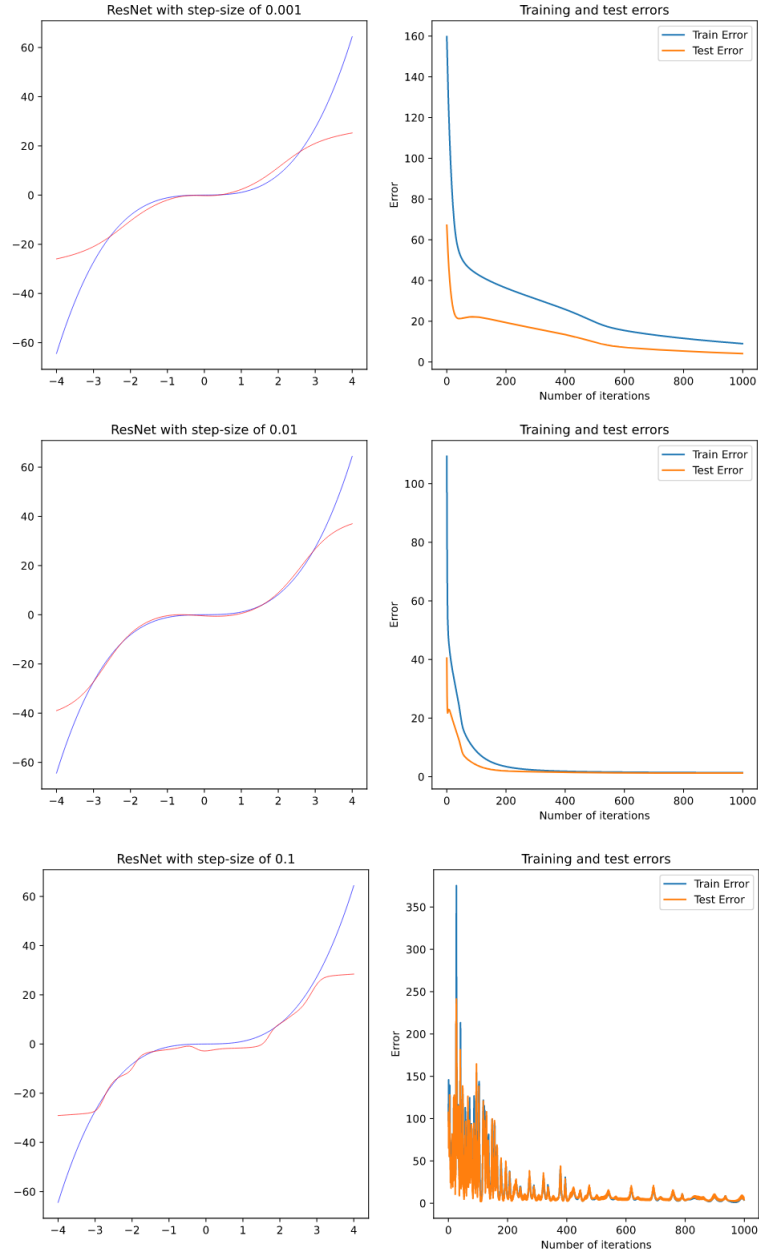 ResNet with step-size of 0.001
60
40
20
0
−20
−40
−60
−4 −3 −2 −1 0 1 2 3 4
Training and test errors
Train Error
Test Error
Error
160
140
120
100
80
60
40
20
0
0 200 400 600 800 1000
Number of iterations
ResNet with step-size of 0.01
60
40
20
0
−20
−40
−60
−4 −3 −2 −1 0 1 2 3 4
Training and test errors
Train Error
Test Error
Error
100
80
60
40
20
0
0 200 400 600 800 1000
Number of iterations
ResNet with step-size of 0.1
60
40
20
0
−20
−40
−60
−4 −3 −2 −1 0 1 2 3 4
Training and test errors
Train Error
Test Error
Error
350
300
250
200
150
100
50
0
0 200 400 600 800 1000
Number of iterations